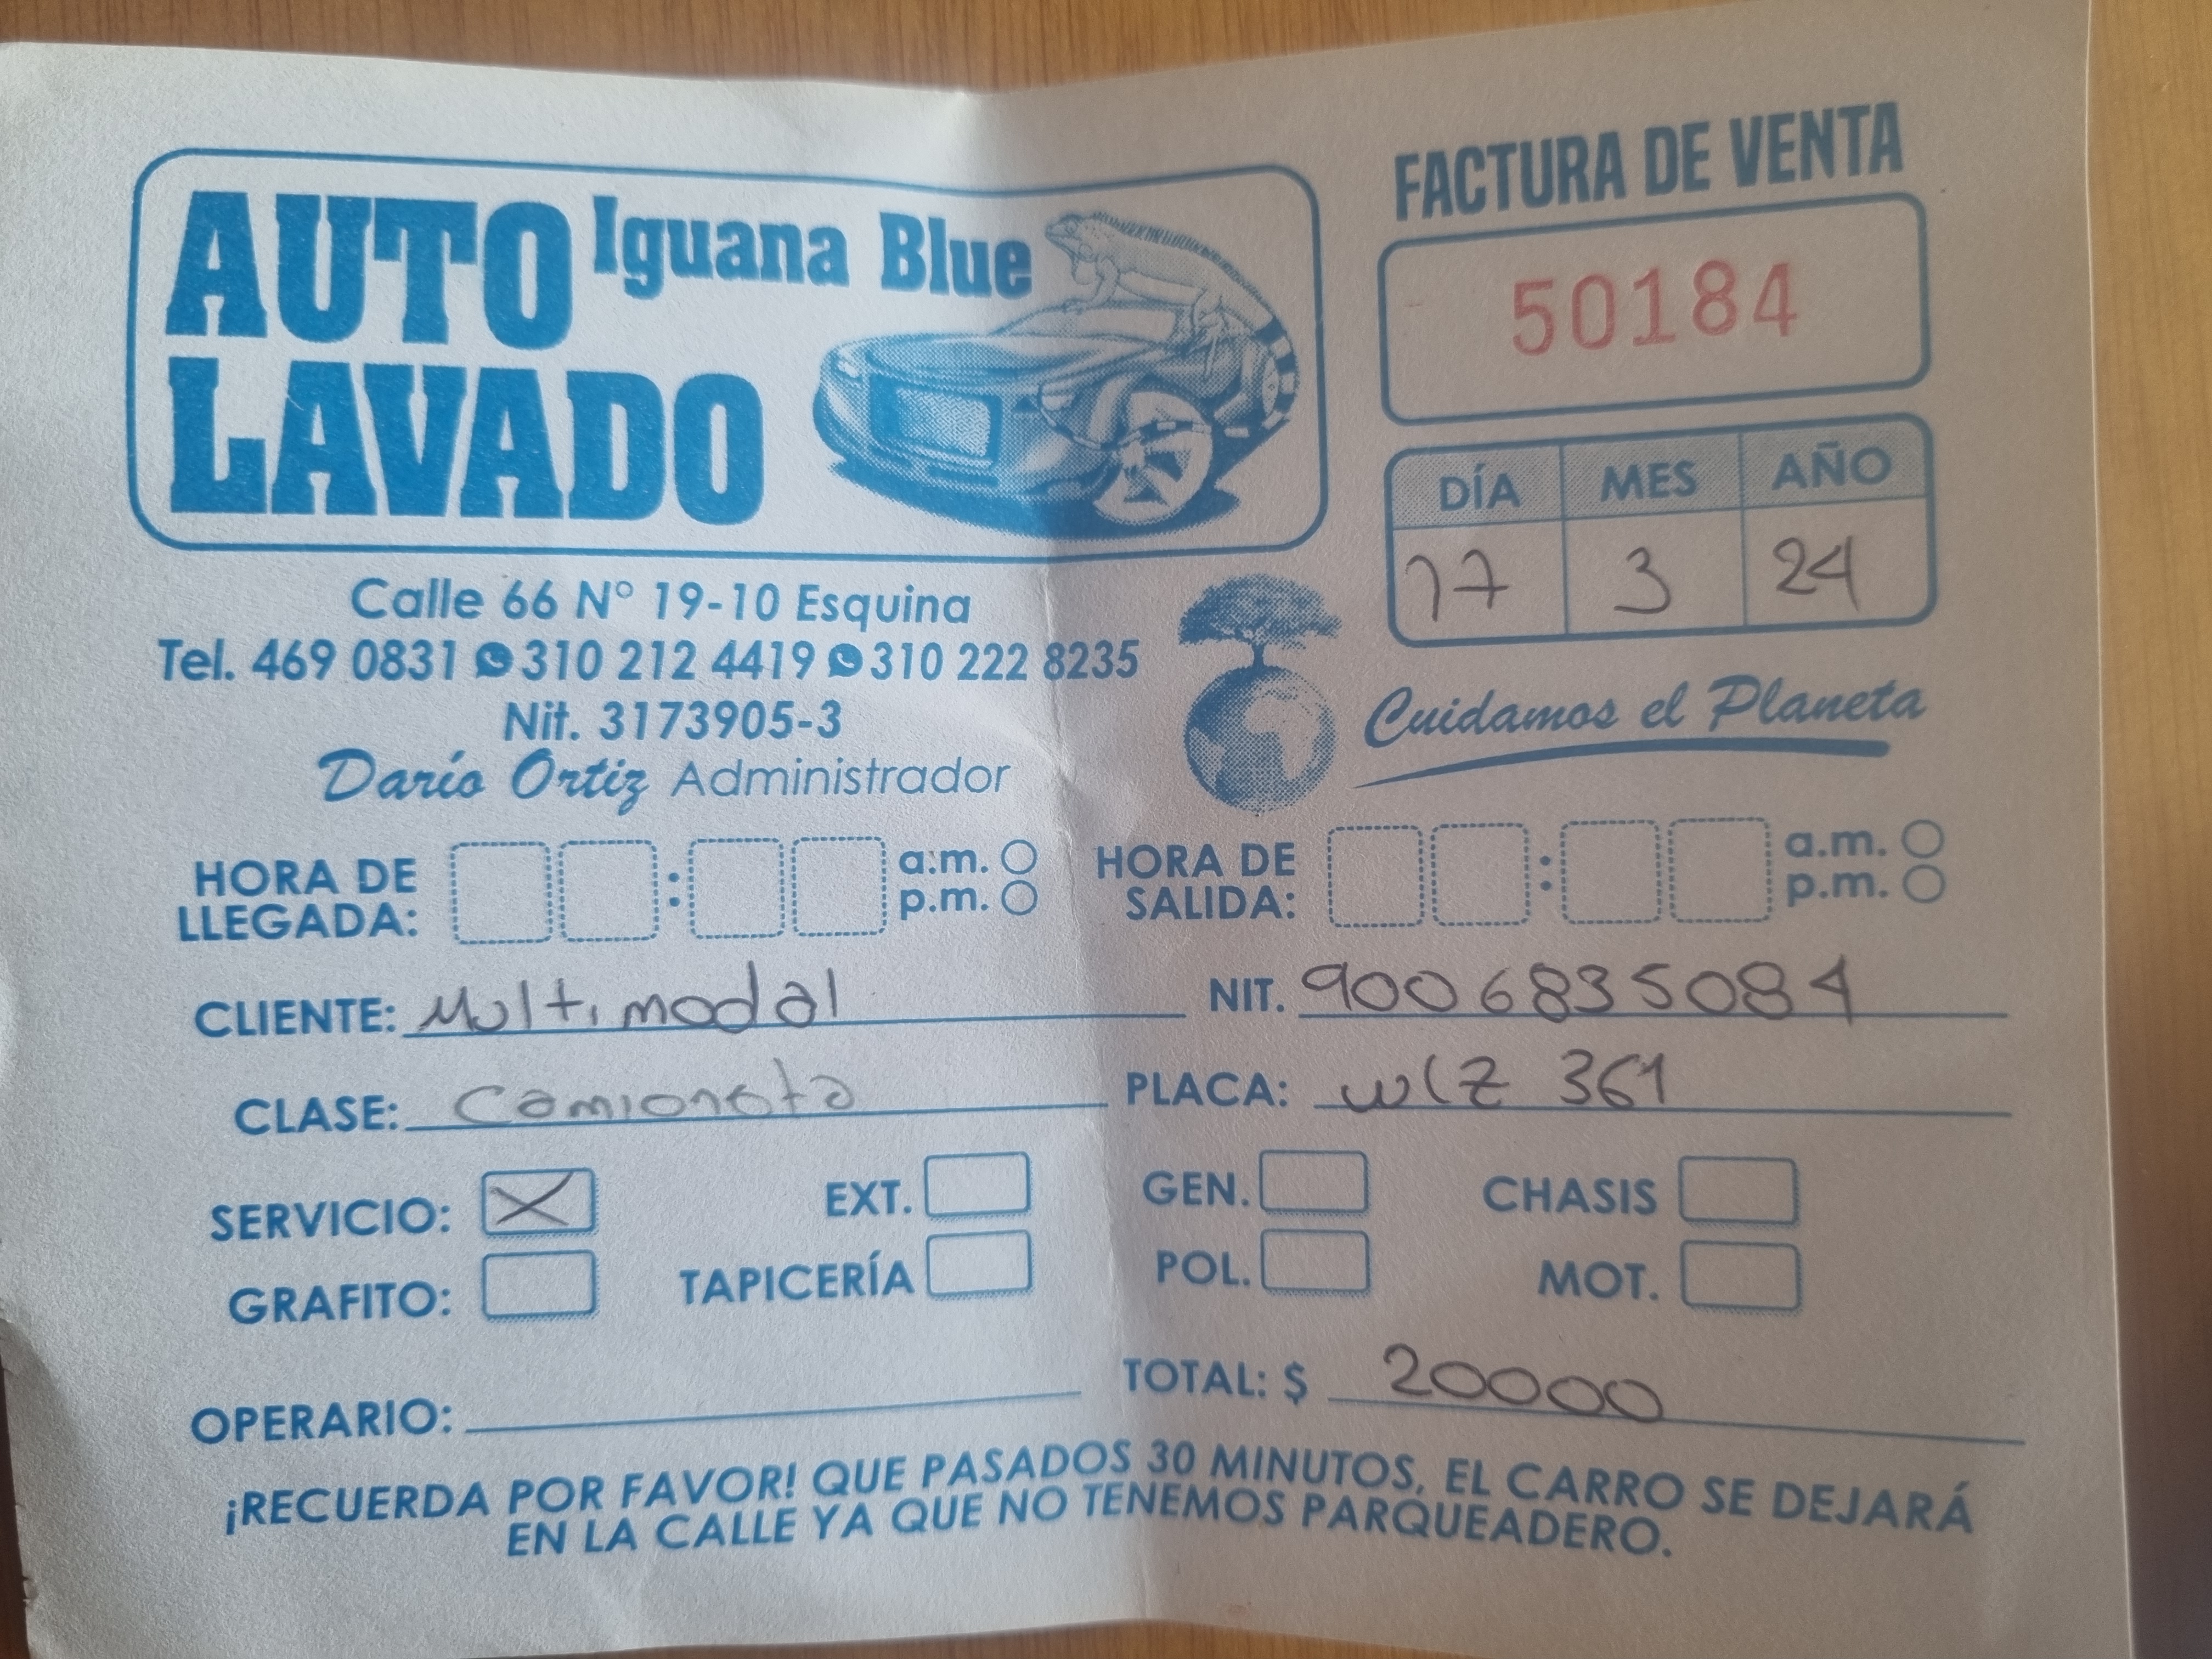 AUTO Iguana Blue
LAVADO
FACTURA DE VENTA
50184
DÍA MES AÑO
17 3 24
Calle 66 N° 19-10 Esquina
Tel. 469 0831 310 212 4419 310 222 8235
Nit. 3173905-3
Darío Ortiz Administrador
Cuidamos el Planeta
HORA DE LLEGADA: : a.m. p.m.
HORA DE SALIDA: : a.m. p.m.
CLIENTE: Multimodal NIT. 9006835084
CLASE: Camioneta PLACA: wlz 361
SERVICIO: X EXT. GEN. CHASIS
GRAFITO: TAPICERÍA POL. MOT.
OPERARIO: TOTAL: $ 20000
¡RECUERDA POR FAVOR! QUE PASADOS 30 MINUTOS, EL CARRO SE DEJARÁ
EN LA CALLE YA QUE NO TENEMOS PARQUEADERO.